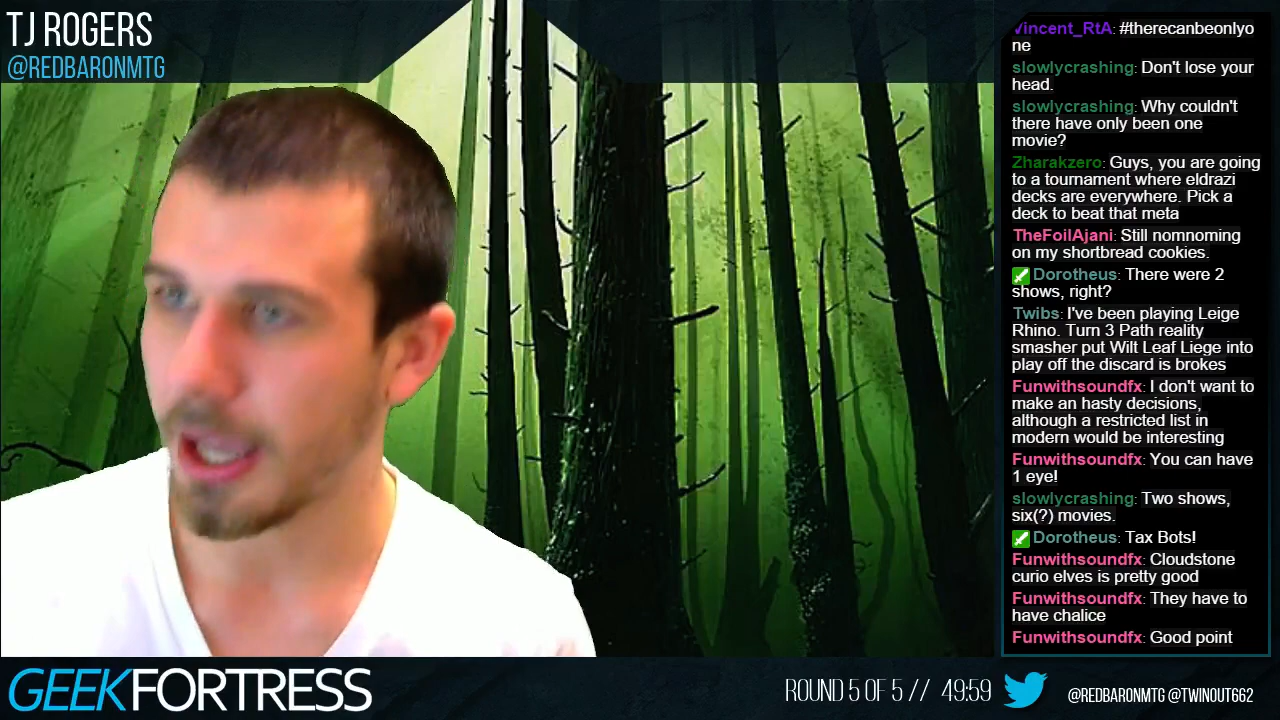 TJ ROGERS
@REDBARONMTG
Vincent_RtA: #therecanbeonlyo
ne
slowlycrashing: Don't lose your
head.
slowlycrashing: Why couldn't
there have only been one
movie?
Zharakzero: Guys, you are going
to a tournament where eldrazi
decks are everywhere. Pick a
deck to beat that meta
TheFoilAjani: Still nomnoming
on my shortbread cookies.
Dorotheus: There were 2
shows, right?
Twibs: I've been playing Leige
Rhino. Turn 3 Path reality
smasher put Wilt Leaf Liege into
play off the discard is brokes
Funwithsoundfx: I don't want to
make an hasty decisions,
although a restricted list in
modern would be interesting
Funwithsoundfx: You can have
1 eye!
slowlycrashing: Two shows,
six(?) movies.
Dorotheus: Tax Bots!
Funwithsoundfx: Cloudstone
curio elves is pretty good
Funwithsoundfx: They have to
have chalice
Funwithsoundfx: Good point
GEEKFORTRESS
ROUND 5 OF 5 // 49:59
@REDBARONMTG @TWINOUT662